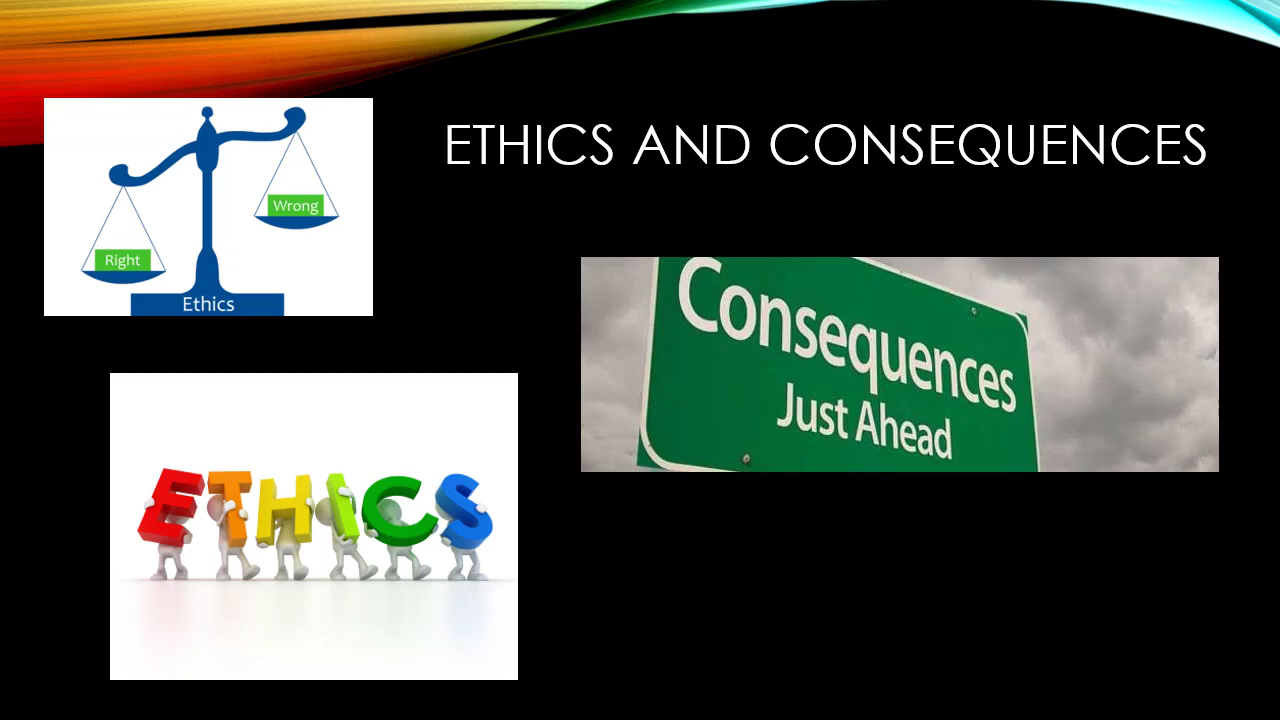 ETHICS AND CONSEQUENCES
Wrong
Right
Ethics
Consequences
Just Ahead
ETHICS